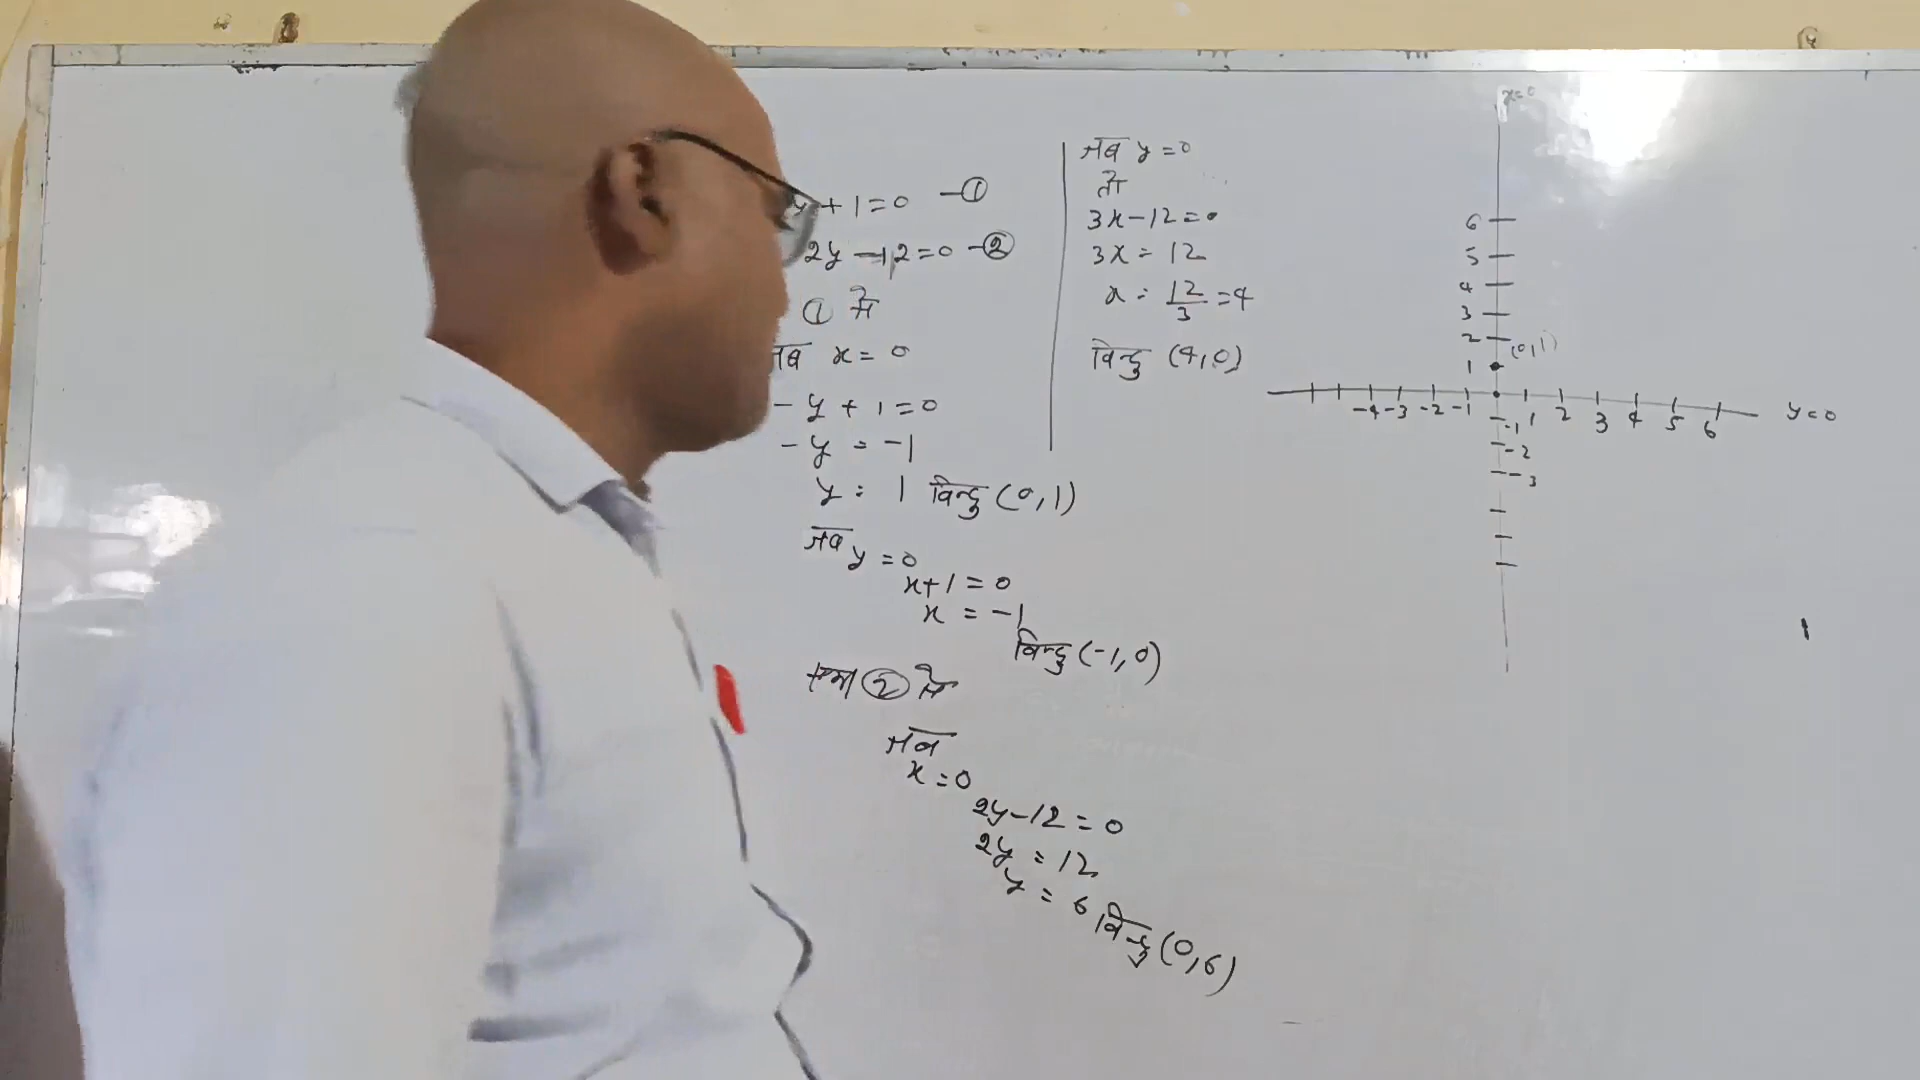 y + 1 = 0 —①
2y - 12 = 0 -②
① में
जब x = 0
- y + 1 = 0
- y = -1
y = 1 बिन्दु (0, 1)
जब y = 0
x + 1 = 0
x = -1
बिन्दु (-1, 0)
② में
जब
x = 0
2y - 12 = 0
2y = 12
y = 6 बिन्दु (0, 6)
जब y = 0
तो
3x - 12 = 0
3x = 12
x = 12/3 = 4
बिन्दु (4, 0)
x = 0
6
5
4
3
2
1 (0, 1)
-4 -3 -2 -1 1 2 3 4 5 6 y = 0
-1
-2
-3